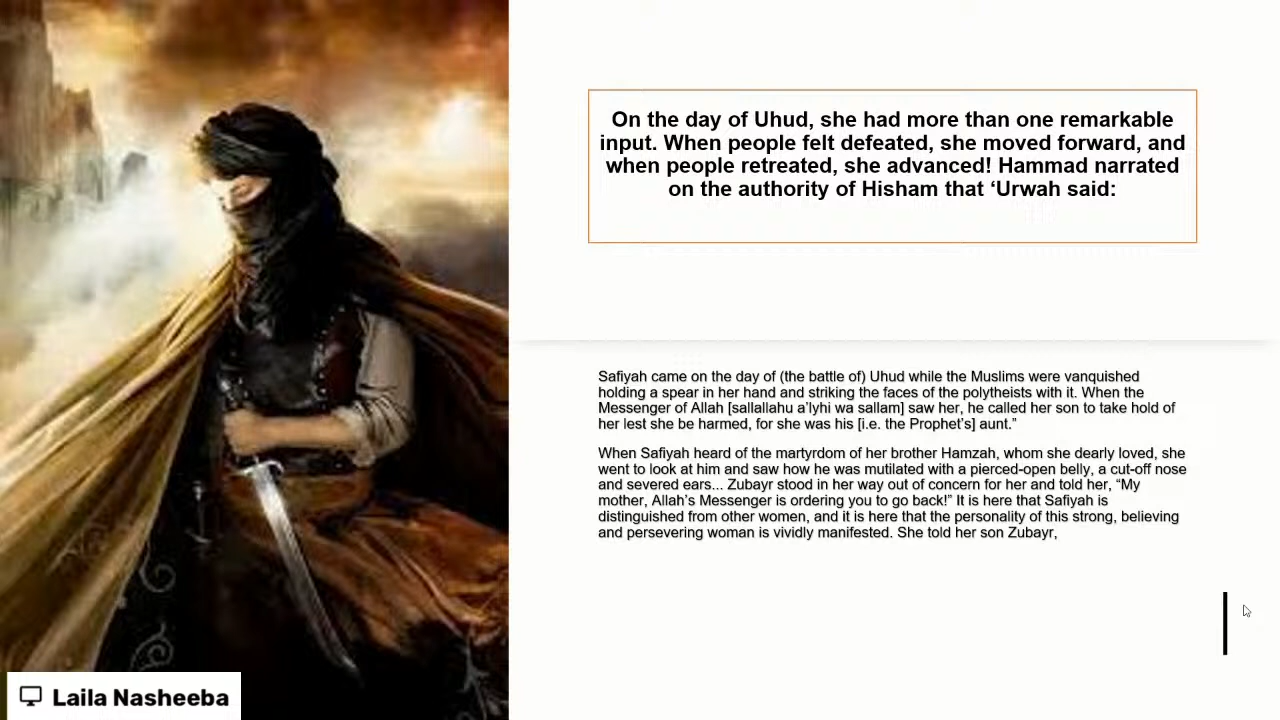 On the day of Uhud, she had more than one remarkable
input. When people felt defeated, she moved forward, and
when people retreated, she advanced! Hammad narrated
on the authority of Hisham that ‘Urwah said:
Safiyah came on the day of (the battle of) Uhud while the Muslims were vanquished
holding a spear in her hand and striking the faces of the polytheists with it. When the
Messenger of Allah [sallallahu a’lyhi wa sallam] saw her, he called her son to take hold of
her lest she be harmed, for she was his [i.e. the Prophet’s] aunt.”
When Safiyah heard of the martyrdom of her brother Hamzah, whom she dearly loved, she
went to look at him and saw how he was mutilated with a pierced-open belly, a cut-off nose
and severed ears... Zubayr stood in her way out of concern for her and told her, “My
mother, Allah’s Messenger is ordering you to go back!” It is here that Safiyah is
distinguished from other women, and it is here that the personality of this strong, believing
and persevering woman is vividly manifested. She told her son Zubayr,
Laila Nasheeba